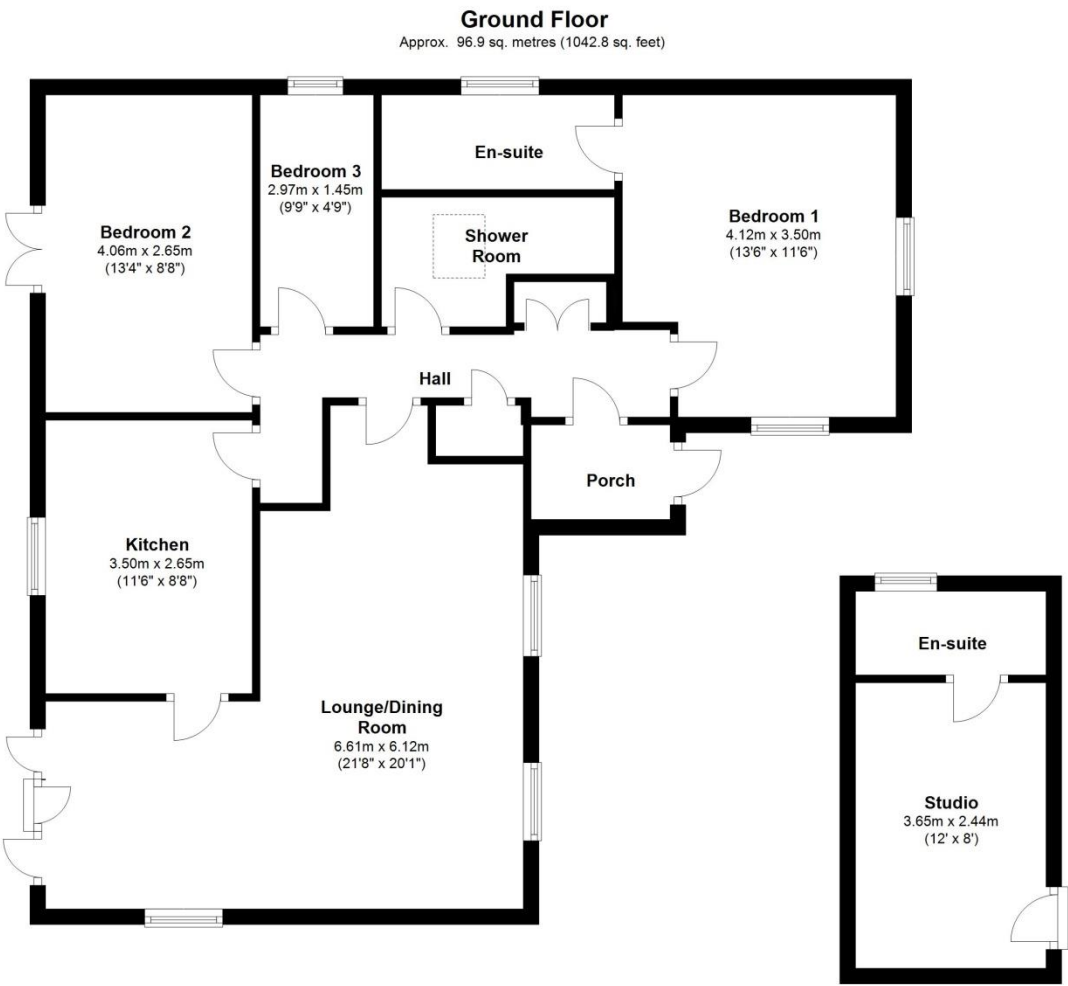 Ground Floor
Approx. 96.9 sq. metres (1042.8 sq. feet)
Bedroom 3
2.97m x 1.45m
(9'9" x 4'9")
En-suite
Bedroom 2
4.06m x 2.65m
(13'4" x 8'8")
Shower
Room
Bedroom 1
4.12m x 3.50m
(13'6" x 11'6")
Hall
Porch
Kitchen
3.50m x 2.65m
(11'6" x 8'8")
Lounge/Dining
Room
6.61m x 6.12m
(21'8" x 20'1")
En-suite
Studio
3.65m x 2.44m
(12' x 8')